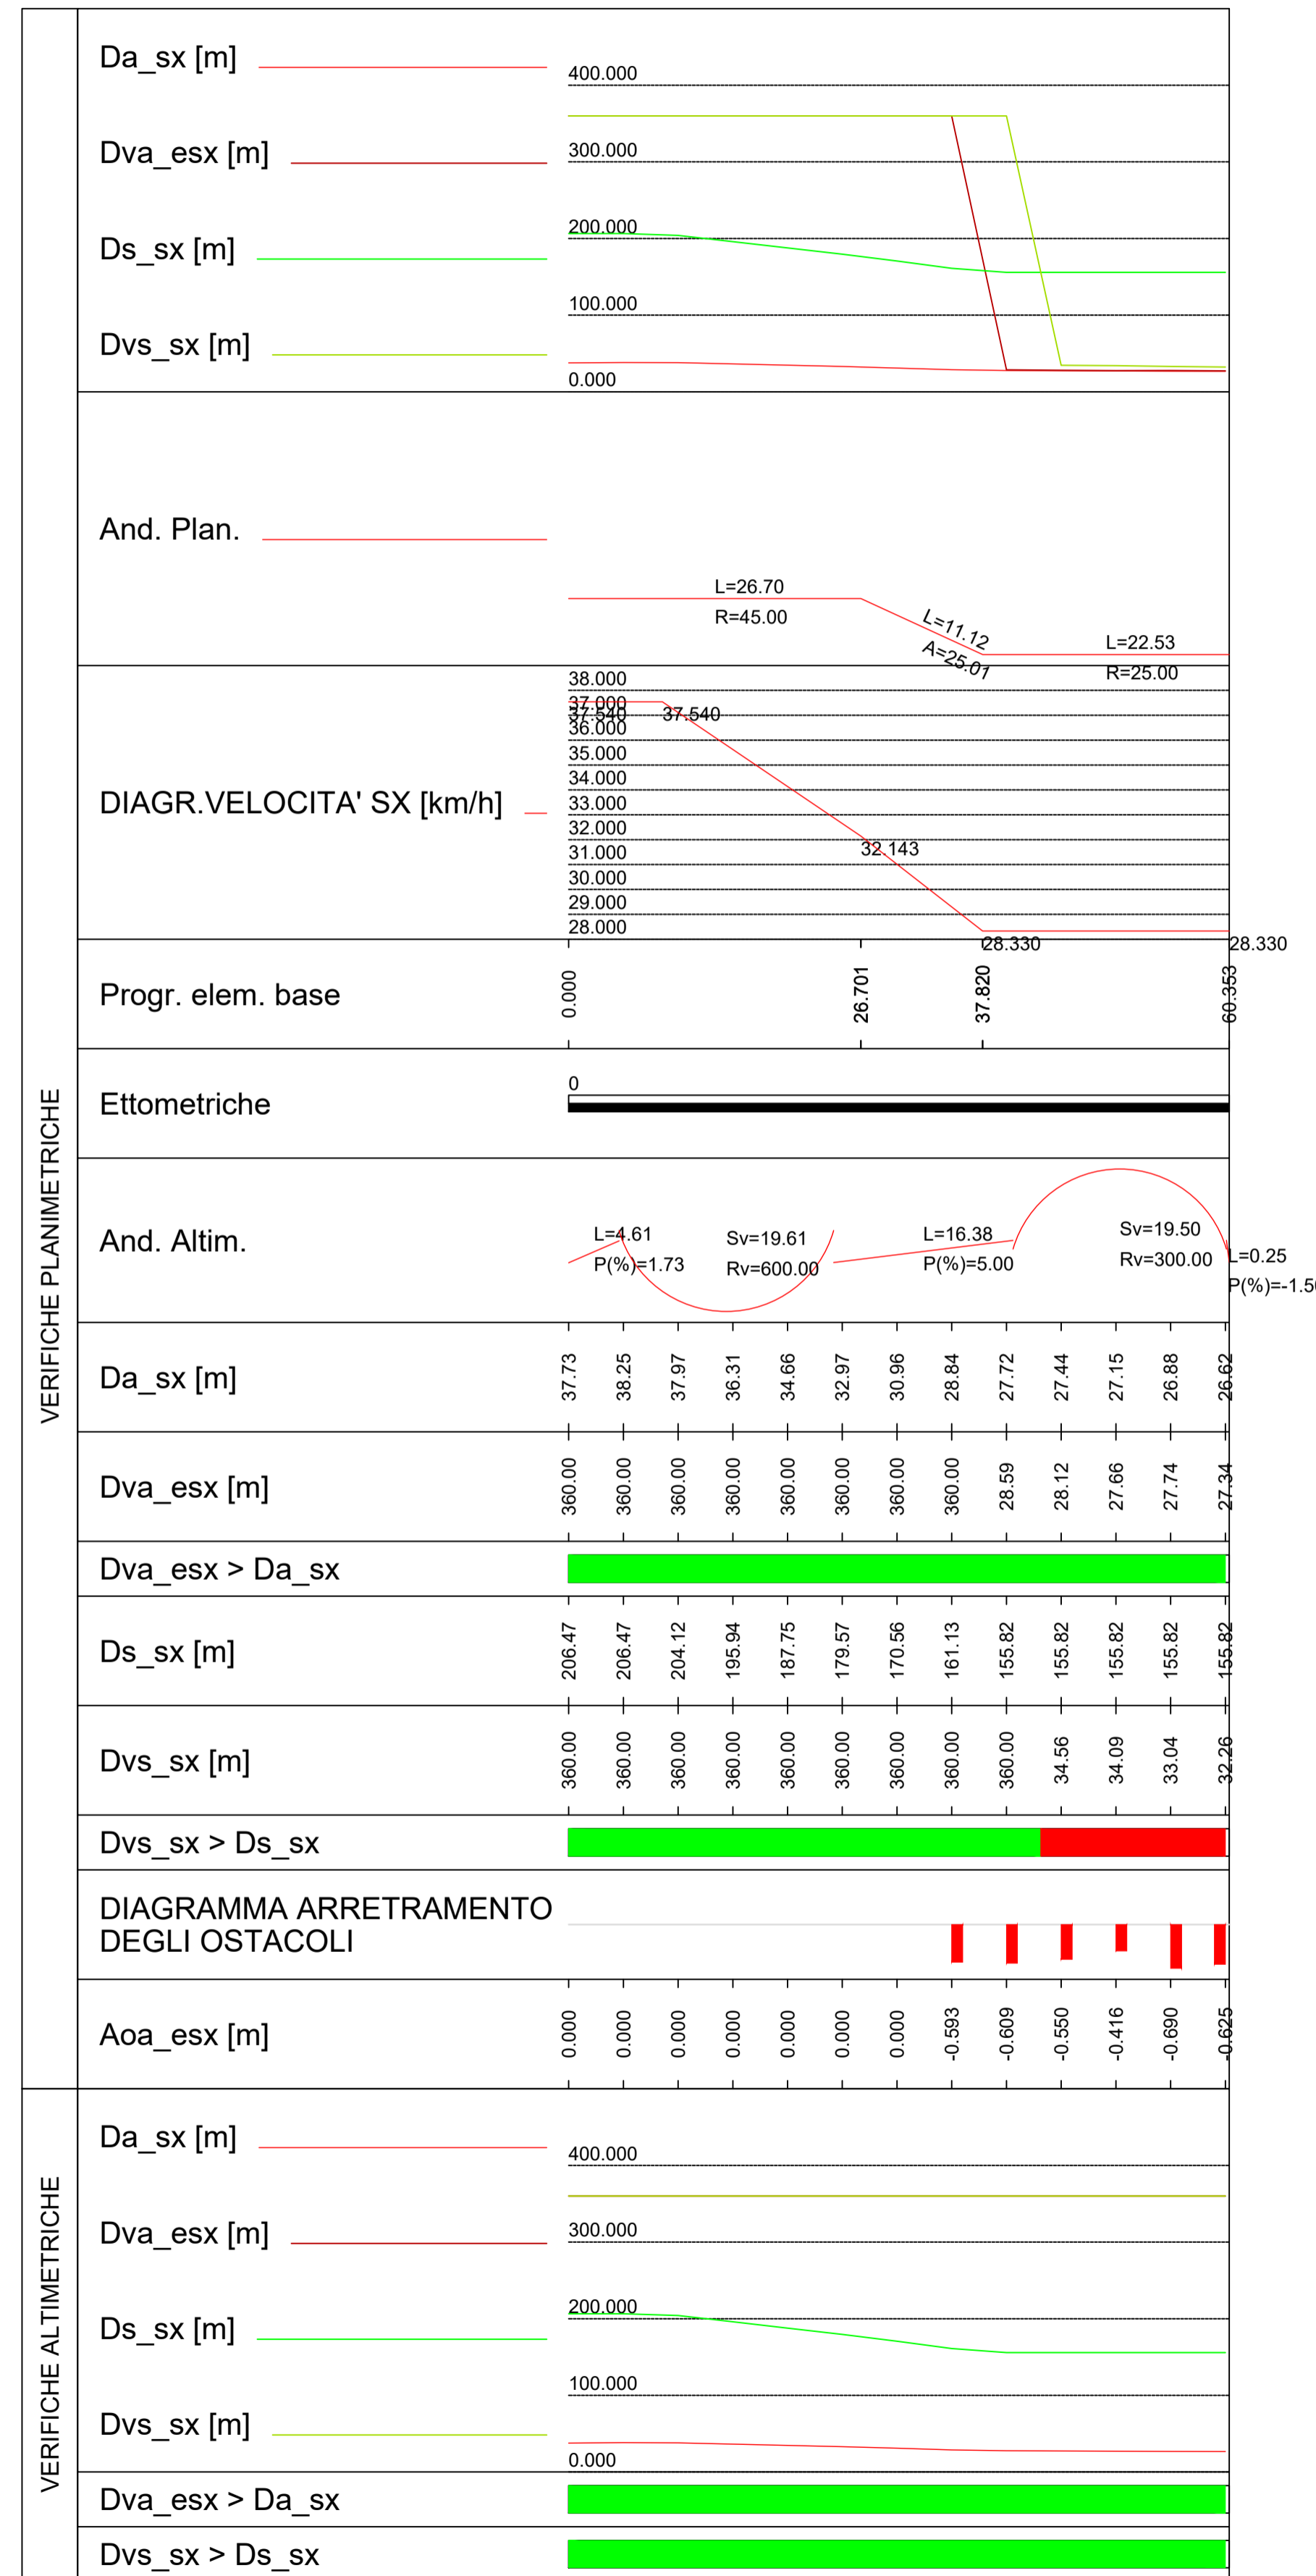 VERIFICHE PLANIMETRICHE
Da_sx [m]
Dva_esx [m]
Ds_sx [m]
Dvs_sx [m]
400.000
300.000
200.000
100.000
0.000
And. Plan.
L=26.70
R=45.00
L=11.12
A=25.01
L=22.53
R=25.00
DIAGR.VELOCITA' SX [km/h]
38.000
37.000
37.540
37.540
36.000
35.000
34.000
33.000
32.000
32.143
31.000
30.000
29.000
28.000
28.330
28.330
Progr. elem. base
0.000 26.701 37.820 60.353
Ettometriche
0
And. Altim.
L=4.61
P(%)=1.73
Sv=19.61
Rv=600.00
L=16.38
P(%)=5.00
Sv=19.50
Rv=300.00
L=0.25
Da_sx [m]
37.73 38.25 37.97 36.31 34.66 32.97 30.96 28.84 27.72 27.44 27.15 26.88 26.62
Dva_esx [m]
360.00 360.00 360.00 360.00 360.00 360.00 360.00 360.00 28.59 28.12 27.66 27.74 27.34
Dva_esx > Da_sx
Ds_sx [m]
206.47 206.47 204.12 195.94 187.75 179.57 170.56 161.13 155.82 155.82 155.82 155.82 155.82
Dvs_sx [m]
360.00 360.00 360.00 360.00 360.00 360.00 360.00 360.00 360.00 34.56 34.09 33.04 32.26
Dvs_sx > Ds_sx
DIAGRAMMA ARRETRAMENTO
DEGLI OSTACOLI
Aoa_esx [m]
0.000 0.000 0.000 0.000 0.000 0.000 0.000 -0.593 -0.609 -0.550 -0.416 -0.690 -0.625
VERIFICHE ALTIMETRICHE
Da_sx [m]
Dva_esx [m]
Ds_sx [m]
Dvs_sx [m]
400.000
300.000
200.000
100.000
0.000
Dva_esx > Da_sx
Dvs_sx > Ds_sx